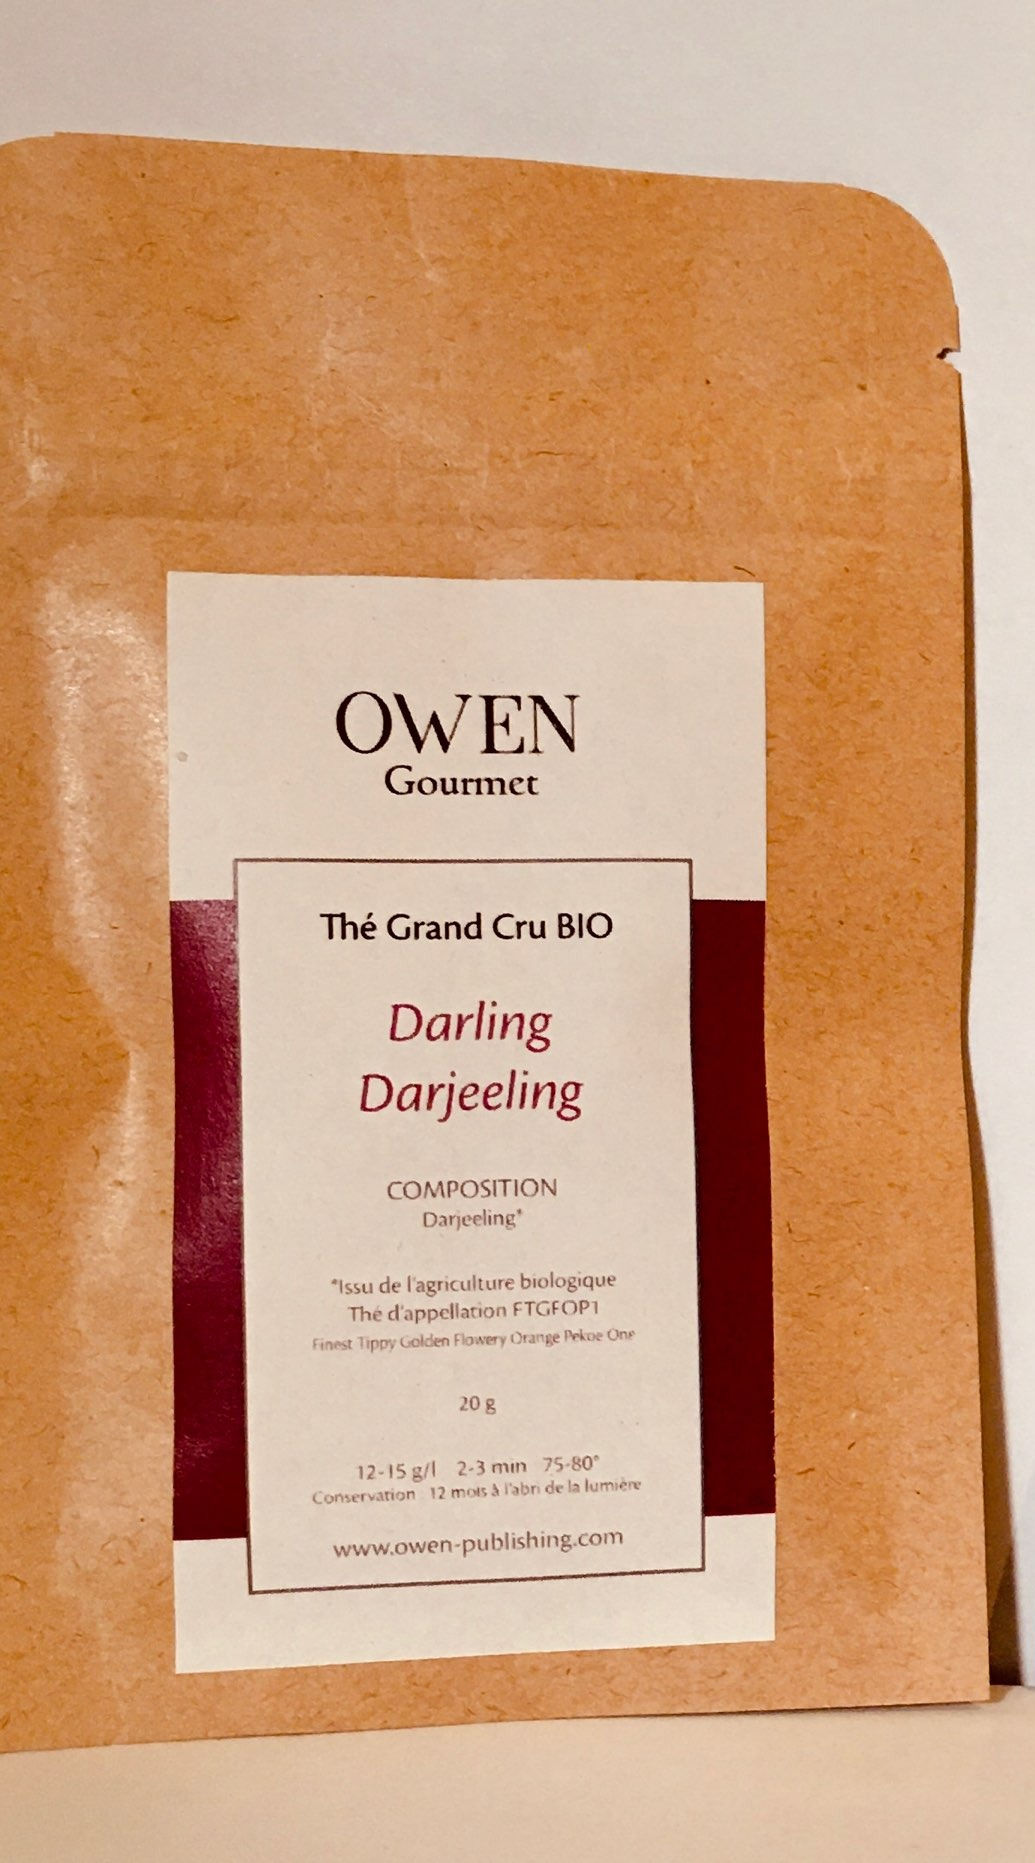 OWEN
Gourmet
Thé Grand Cru BIO
Darling
Darjeeling
COMPOSITION
Darjeeling*
*Issu de l'agriculture biologique
Thé d'appellation FTGFOP1
Finest Tippy Golden Flowery Orange Pekoe One
20 g
12-15 g/l 2-3 min 75-80°
Conservation 12 mois à l'abri de la lumière
www.owen-publishing.com